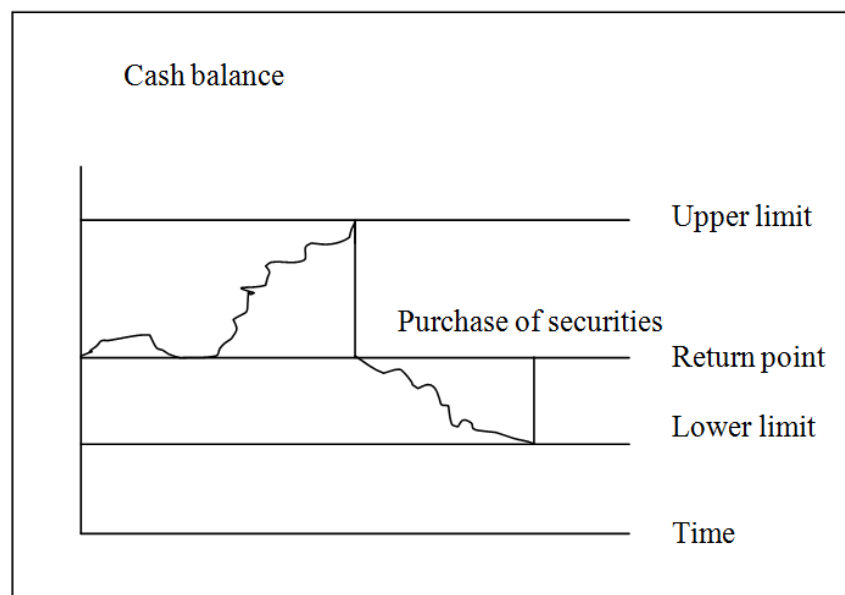 Cash balance
Upper limit
Purchase of securities
Return point
Lower limit
Time